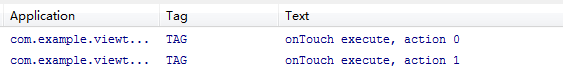 Application Tag Text
com.example.viewt... TAG onTouch execute, action 0
com.example.viewt... TAG onTouch execute, action 1